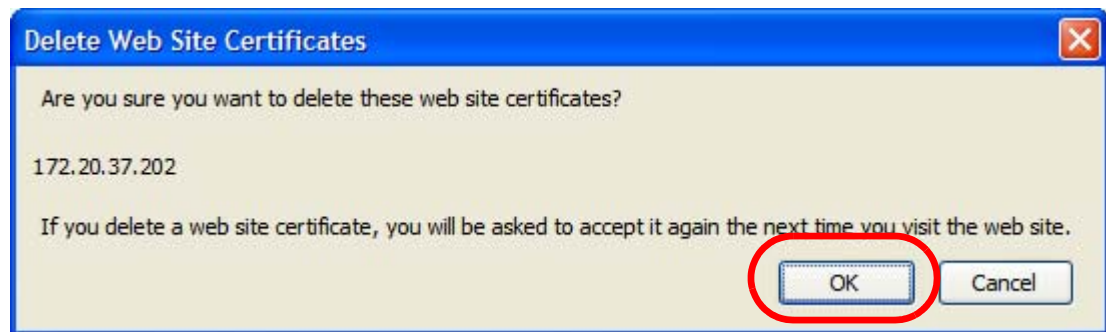 Delete Web Site Certificates
Are you sure you want to delete these web site certificates?
172.20.37.202
If you delete a web site certificate, you will be asked to accept it again the next time you visit the web site.
OK Cancel